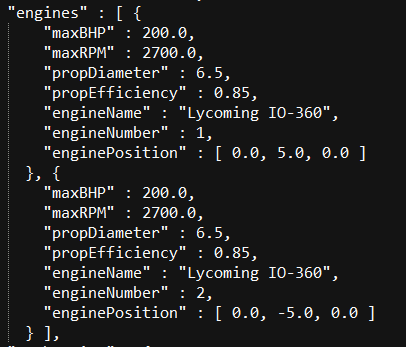 "engines" : [ {
"maxBHP" : 200.0,
"maxRPM" : 2700.0,
"propDiameter" : 6.5,
"propEfficiency" : 0.85,
"engineName" : "Lycoming IO-360",
"engineNumber" : 1,
"enginePosition" : [ 0.0, 5.0, 0.0 ]
}, {
"maxBHP" : 200.0,
"maxRPM" : 2700.0,
"propDiameter" : 6.5,
"propEfficiency" : 0.85,
"engineName" : "Lycoming IO-360",
"engineNumber" : 2,
"enginePosition" : [ 0.0, -5.0, 0.0 ]
} ],